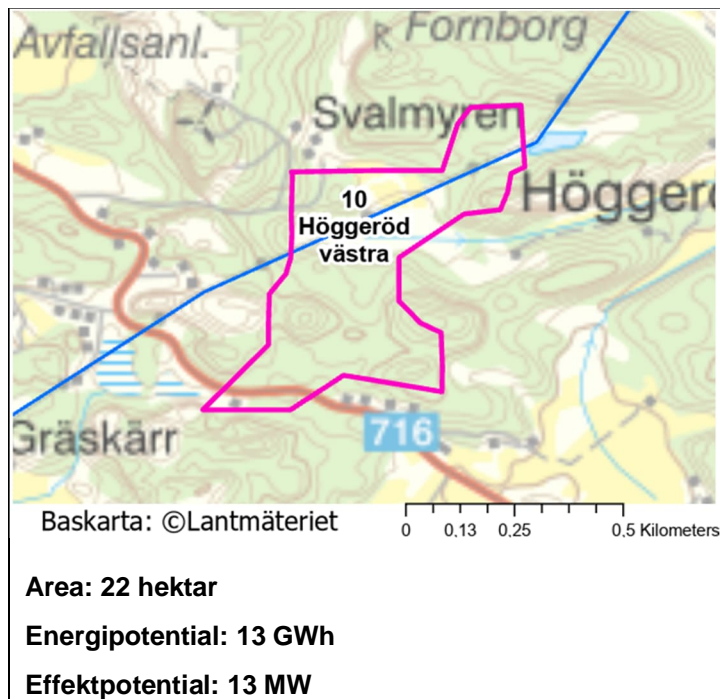 Avfallsanl.
Fornborg
Svalmyren
10
Höggeröd
västra
Höggerö
Gräskärr
716
Baskarta: ©Lantmäteriet
0 0.13 0.25 0.5 Kilometers
Area: 22 hektar
Energipotential: 13 GWh
Effektpotential: 13 MW